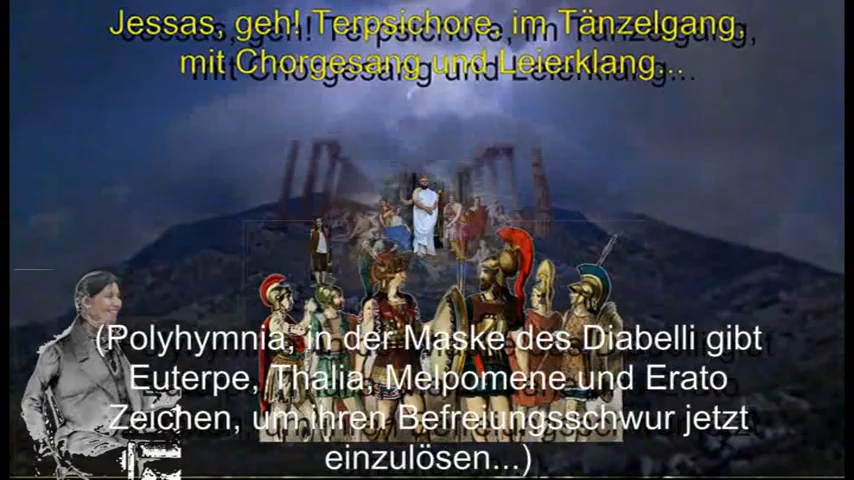 Jessas, geh! Terpsichore, im Tänzelgang,
mit Chorgesang und Leierklang...
(Polyhymnia, in der Maske des Diabelli gibt
Euterpe, Thalia, Melpomene und Erato
Zeichen, um ihren Befreiungsschwur jetzt
einzulösen...)